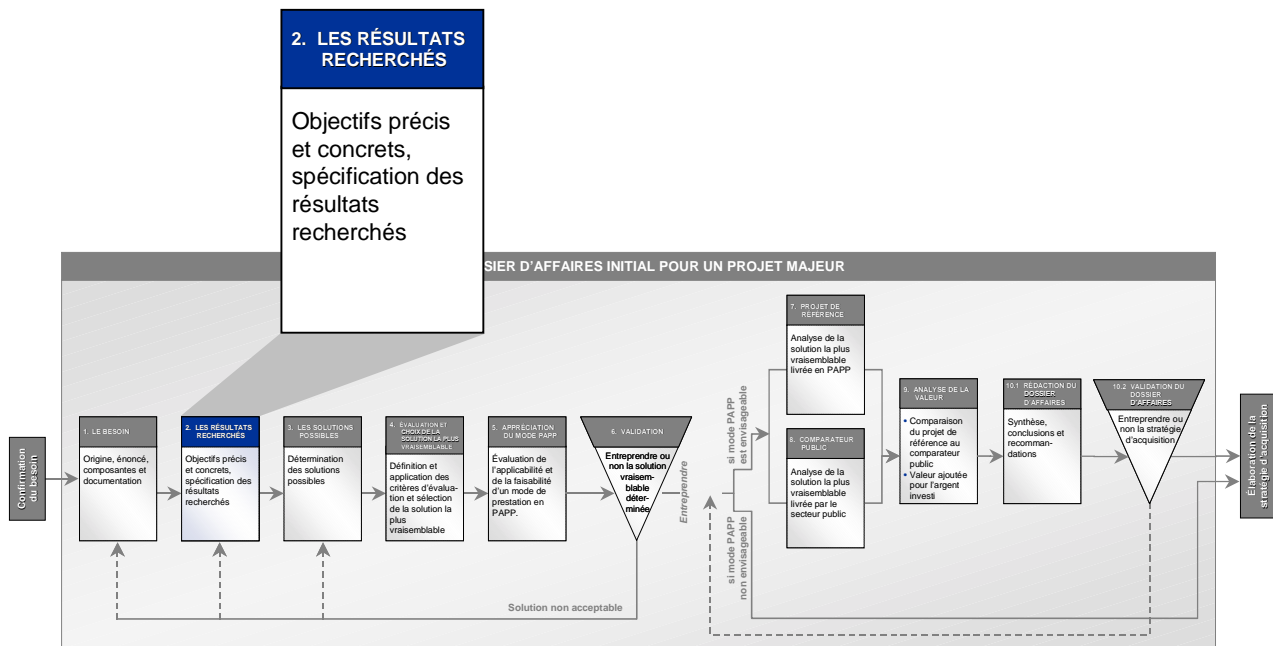 2. LES RÉSULTATS
RECHERCHÉS
Objectifs précis
et concrets,
spécification des
résultats
recherchés
SIER D'AFFAIRES INITIAL POUR UN PROJET MAJEUR
Confirmation
du besoin
1. LE BESOIN
Origine, énoncé,
composantes et
documentation
2. LES RÉSULTATS
RECHERCHÉS
Objectifs précis
et concrets,
spécification des
résultats
recherchés
3. LES SOLUTIONS
POSSIBLES
Détermination
des solutions
possibles
4. ÉVALUATION ET
CHOIX DE LA
SOLUTION LA PLUS
VRAISEMBLABLE
Définition et
application des
critères d'évalua-
tion et sélection
de la solution la
plus
vraisemblable
5. APPRÉCIATION
DU MODE PAPP
Évaluation de
l'applicabilité et
de la faisabilité
d'un mode de
prestation en
PAPP.
6. VALIDATION
Entreprendre ou
non la solution
vraisem-
blable
déter-
minée
Entreprendre
Solution non acceptable
si mode PAPP
est envisageable
si mode PAPP
non envisageable
7. PROJET DE
RÉFÉRENCE
Analyse de la
solution la plus
vraisemblable
livrée en PAPP
8. COMPARATEUR
PUBLIC
Analyse de la
solution la plus
vraisemblable
livrée par le
secteur public
9. ANALYSE DE LA
VALEUR
• Comparaison
du projet de
référence au
comparateur
public
• Valeur ajoutée
pour l'argent
investi
10.1 RÉDACTION DU
DOSSIER
D'AFFAIRES
Synthèse,
conclusions et
recomman-
dations
10.2 VALIDATION DU
DOSSIER
D'AFFAIRES
Entreprendre ou
non la stratégie
d'acquisition
Élaboration de la
stratégie d'acquisition